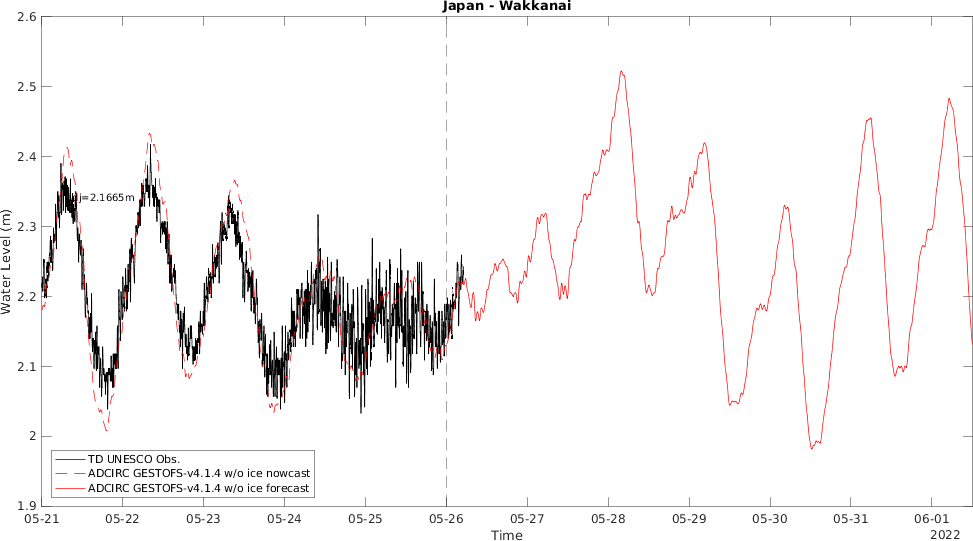 Japan - Wakkanai
2.6
2.5
2.4
2.3
2.2
2.1
2
1.9
Water Level (m)
j=2.1665m
TD UNESCO Obs.
ADCIRC GESTOFS-v4.1.4 w/o ice nowcast
ADCIRC GESTOFS-v4.1.4 w/o ice forecast
05-21 05-22 05-23 05-24 05-25 05-26 05-27 05-28 05-29 05-30 05-31 06-01
2022
Time